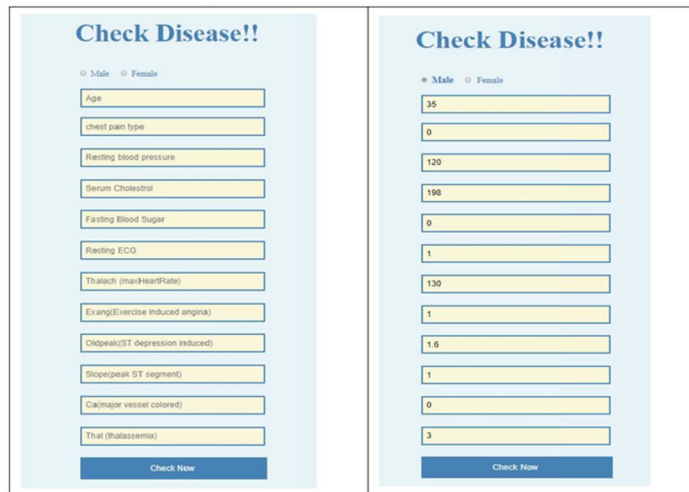 Check Disease!!
Male Female
Age
chest pain type
Resting blood pressure
Serum Cholestrol
Fasting Blood Sugar
Resting ECG
Thalach (maxHeartRate)
Exang(Exercise induced angina)
Oldpeak(ST depression induced)
Slope(peak ST segment)
Ca(major vessel colored)
Thal (thalassemia)
Check Now
Check Disease!!
Male Female
35
0
120
198
0
1
130
1
1.6
1
0
3
Check Now